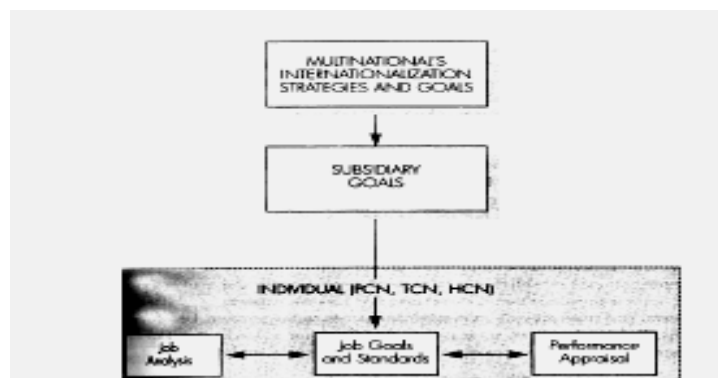 MULTINATIONAL'S
INTERNATIONALIZATION
STRATEGIES AND GOALS
SUBSIDIARY
GOALS
INDIVIDUAL (PCN, TCN, HCN)
Job
Analysis
Job Goals
and Standards
Performance
Appraisal